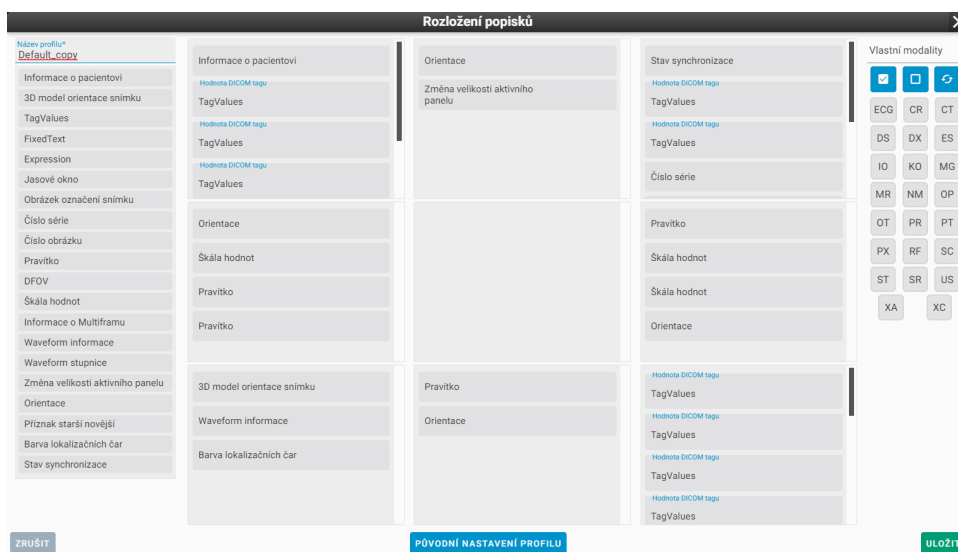 Rozložení popisků
Název profilu*
Default_copy
Informace o pacientovi
3D model orientace snímku
TagValues
FixedText
Expression
Jasové okno
Obrázek označení snímku
Číslo série
Číslo obrázku
Pravítko
DFOV
Škála hodnot
Informace o Multiframu
Waveform informace
Waveform stupnice
Změna velikosti aktivního panelu
Orientace
Příznak starší novější
Barva lokalizačních čar
Stav synchronizace
Informace o pacientovi
Hodnota DICOM tagu
TagValues
Hodnota DICOM tagu
TagValues
Hodnota DICOM tagu
TagValues
Orientace
Změna velikosti aktivního
panelu
Stav synchronizace
Hodnota DICOM tagu
TagValues
Hodnota DICOM tagu
TagValues
Číslo série
Orientace
Škála hodnot
Pravítko
Pravítko
Pravítko
Škála hodnot
Škála hodnot
Orientace
3D model orientace snímku
Waveform informace
Barva lokalizačních čar
Pravítko
Orientace
Hodnota DICOM tagu
TagValues
Hodnota DICOM tagu
TagValues
Hodnota DICOM tagu
TagValues
Hodnota DICOM tagu
TagValues
Vlastní modality
ECG CR CT
DS DX ES
IO KO MG
MR NM OP
OT PR PT
PX RF SC
ST SR US
XA XC
ZRUŠIT
PŮVODNÍ NASTAVENÍ PROFILU
ULOŽIT